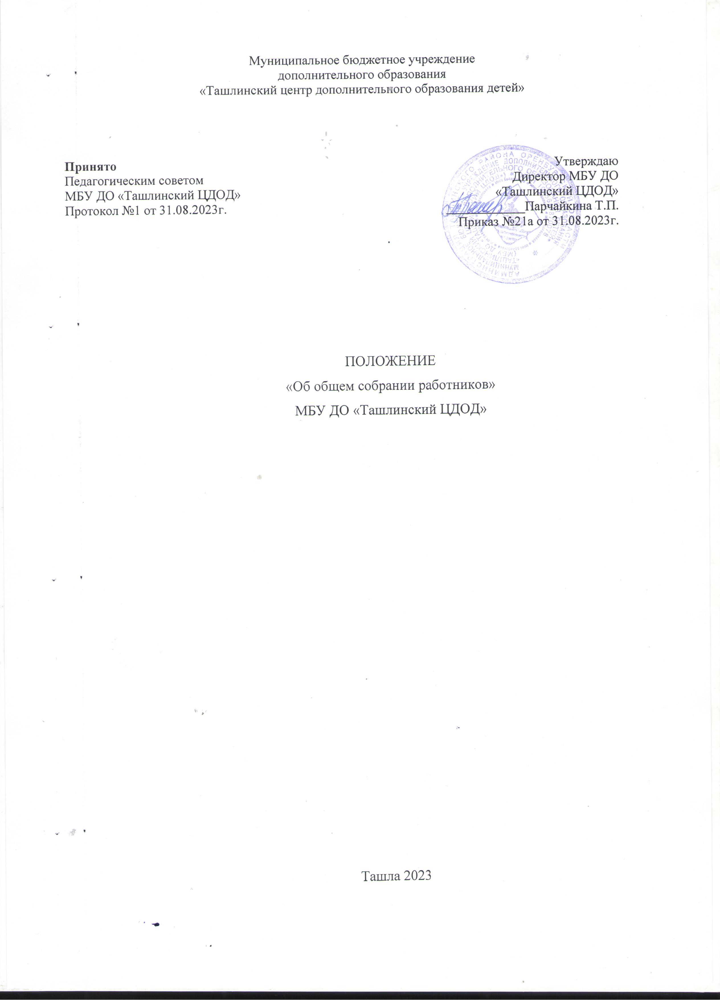 Муниципальное бюджетное учреждение
дополнительного образования
«Ташлинский центр дополнительного образования детей»
Принято
Педагогическим советом
МБУ ДО «Ташлинский ЦДОД»
Протокол №1 от 31.08.2023г.
Утверждаю
Директор МБУ ДО
«Ташлинский ЦДОД»
Парчайкина Т.П.
Приказ №21а от 31.08.2023г.
ПОЛОЖЕНИЕ
«Об общем собрании работников»
МБУ ДО «Ташлинский ЦДОД»
Ташла 2023